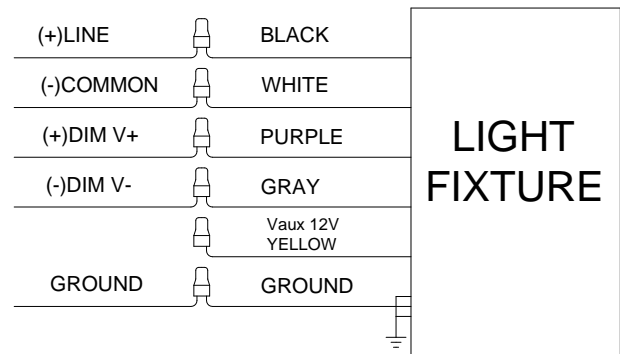 (+)LINE BLACK
(-)COMMON WHITE
(+)DIM V+ PURPLE
(-)DIM V- GRAY
Vaux 12V
YELLOW
GROUND GROUND
LIGHT
FIXTURE